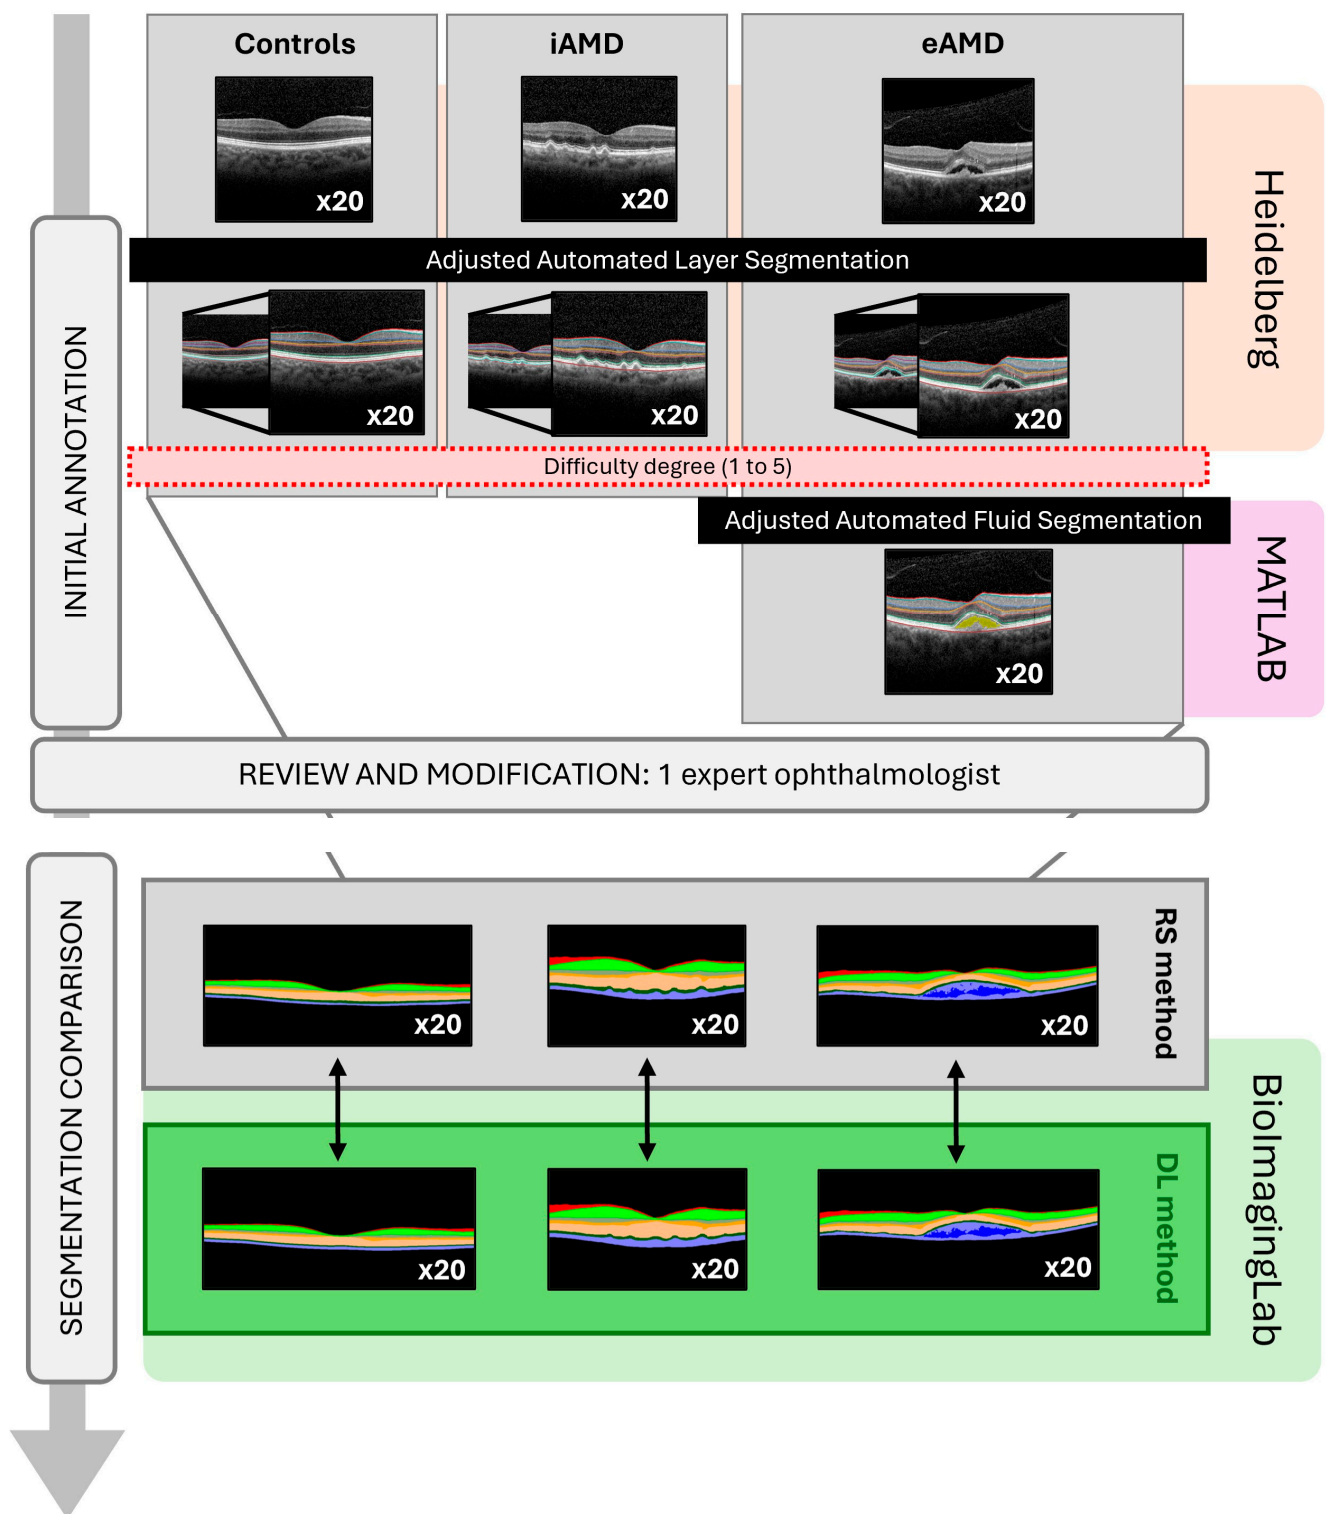 Controls
iAMD
eAMD
x20
x20
x20
Heidelberg
Adjusted Automated Layer Segmentation
x20
x20
x20
INITIAL ANNOTATION
Difficulty degree (1 to 5)
Adjusted Automated Fluid Segmentation
MATLAB
x20
REVIEW AND MODIFICATION: 1 expert ophthalmologist
SEGMENTATION COMPARISON
RS method
x20
x20
x20
BioImagingLab
DL method
x20
x20
x20